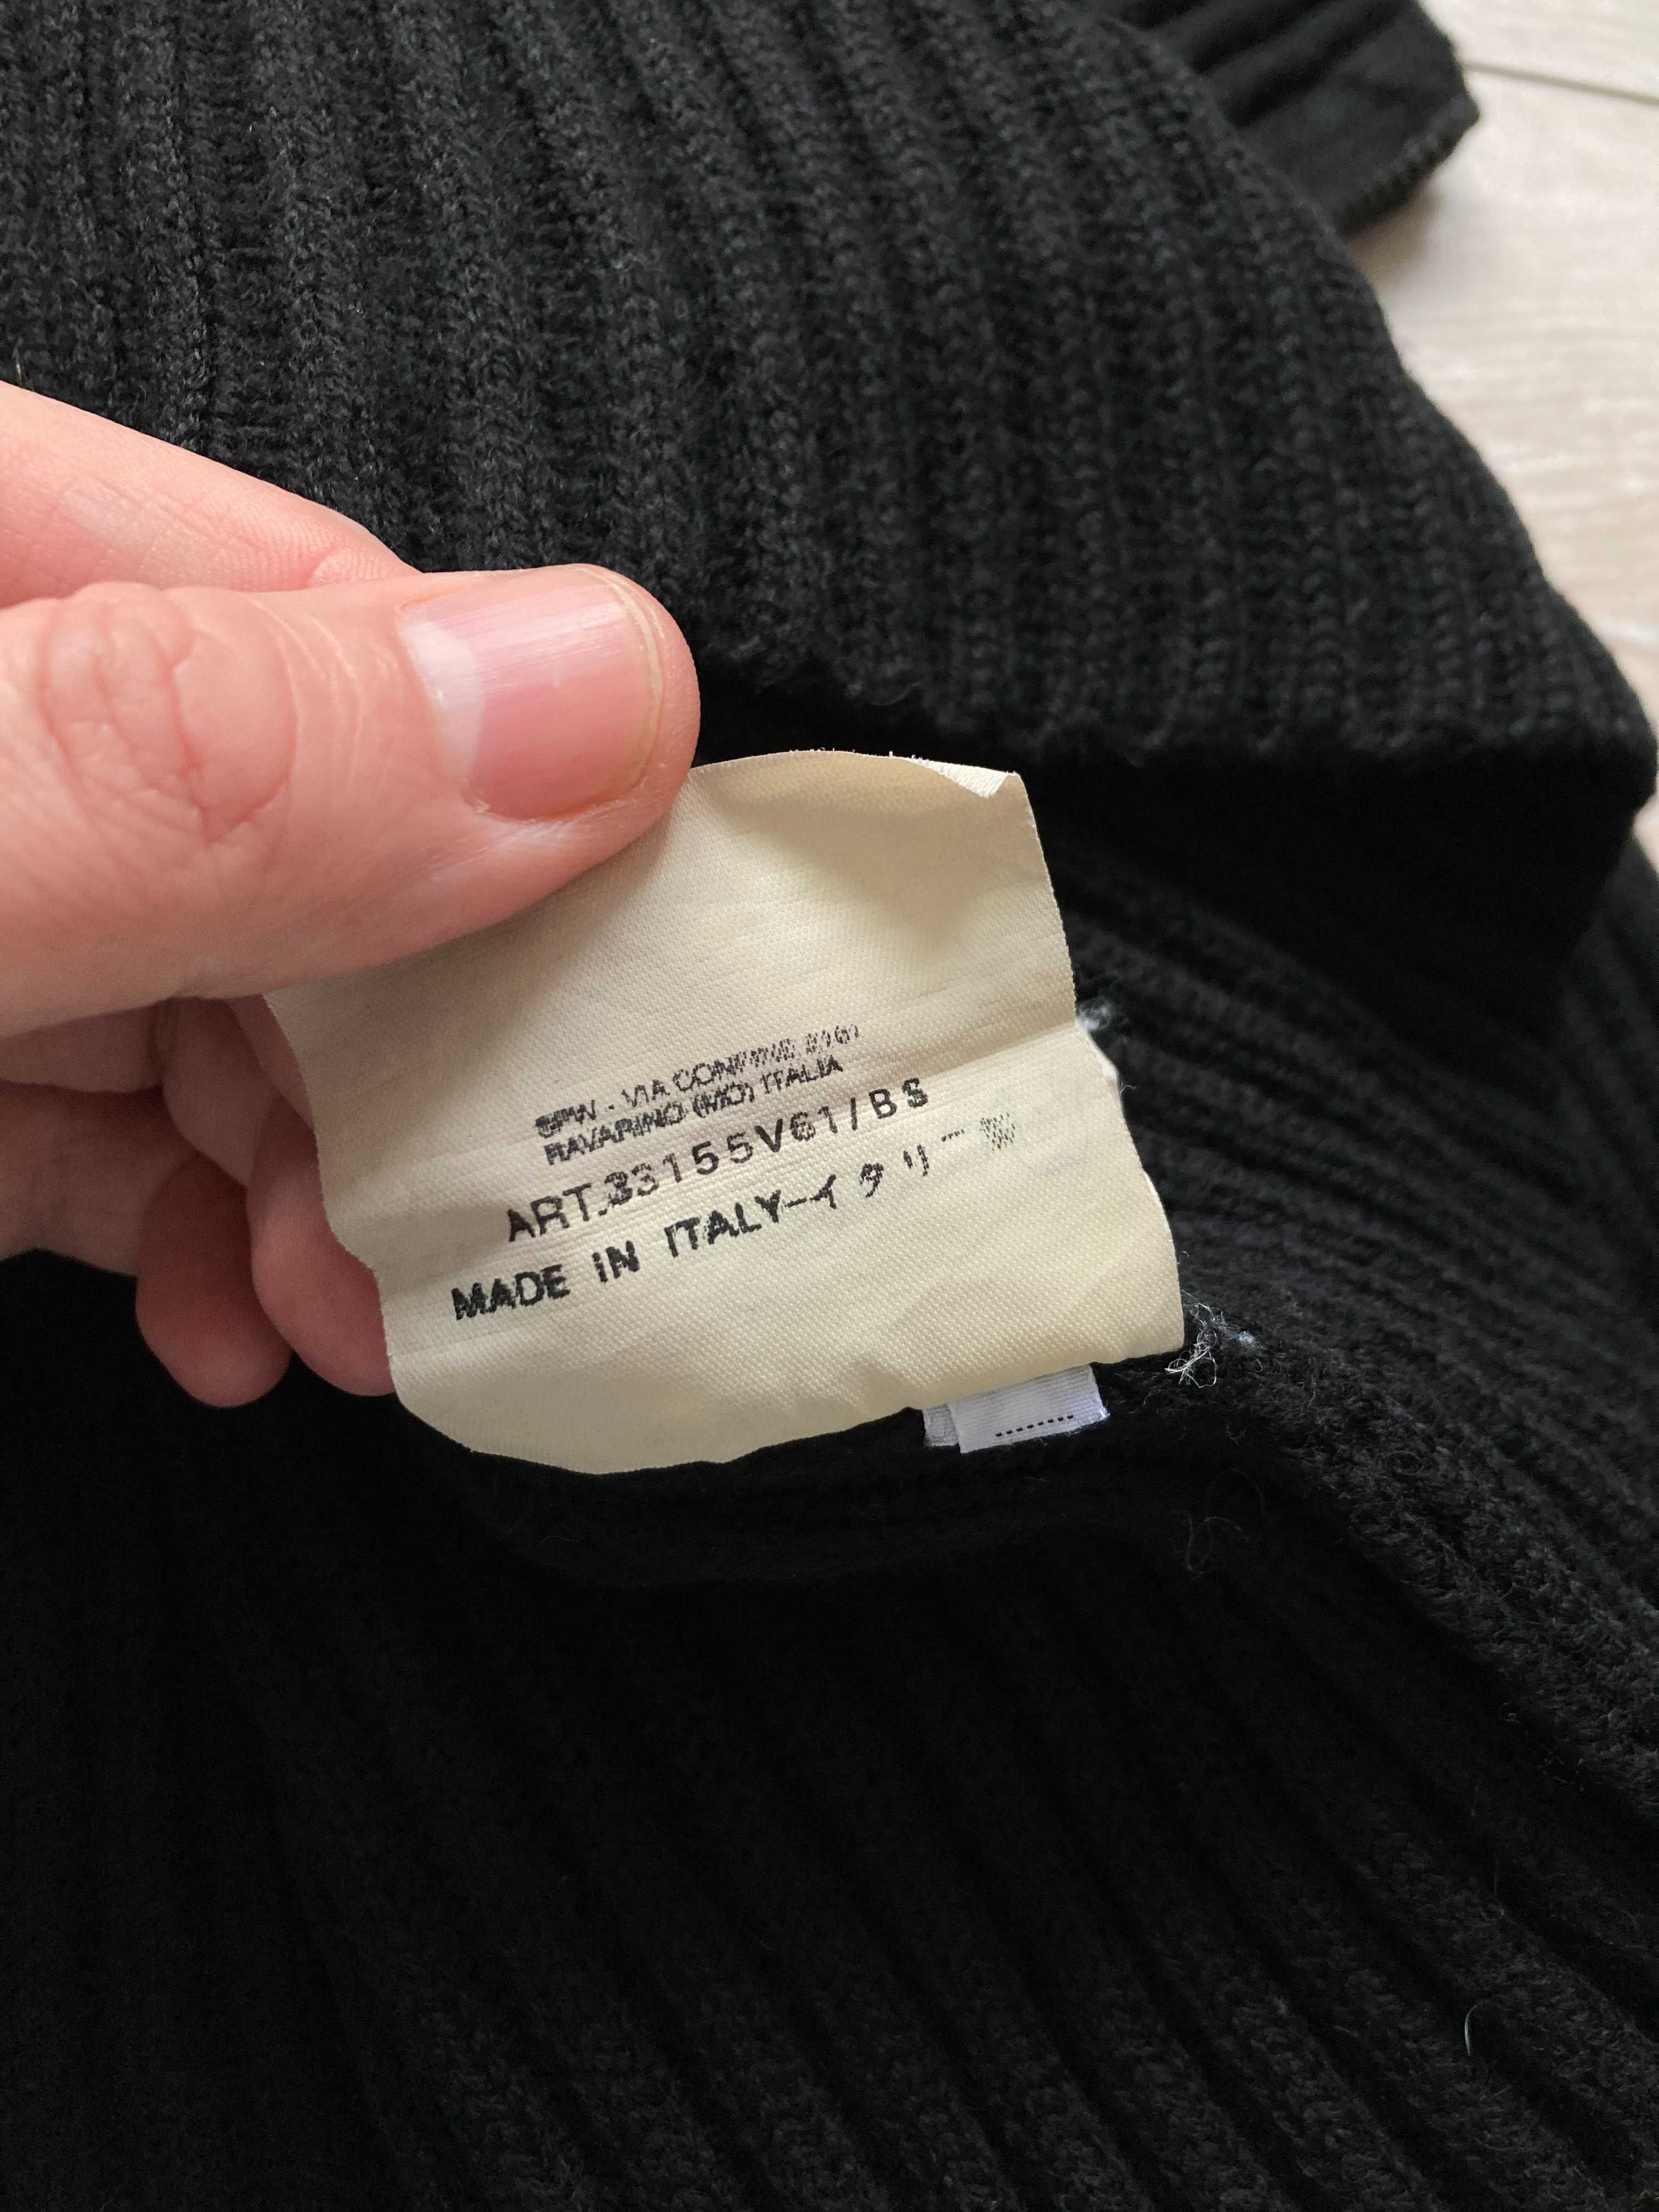 SPW - VIA CONFINE 2161
RAVARINO (MO) ITALIA
ART.33155V61/BS
MADE IN ITALY-イタリー製